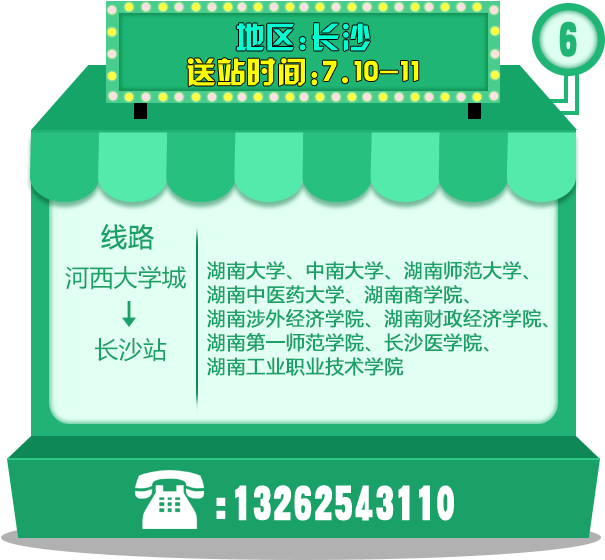 地区:长沙
送站时间:7.10-11
6
线路
河西大学城
长沙站
湖南大学、中南大学、湖南师范大学、
湖南中医药大学、湖南商学院、
湖南涉外经济学院、湖南财政经济学院、
湖南第一师范学院、长沙医学院、
湖南工业职业技术学院
:13262543110